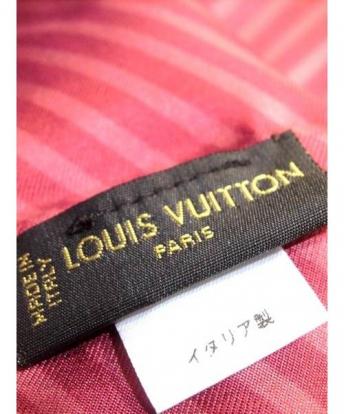 MADE IN
ITALY
LOUIS VUITTON
PARIS
イタリア製